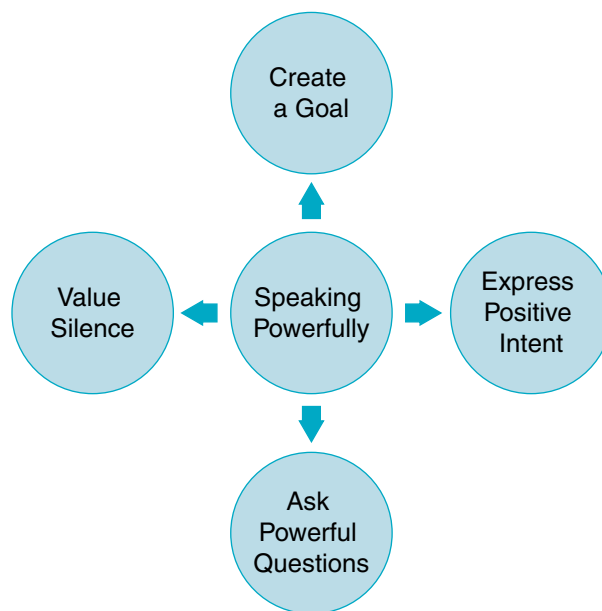 Create
a Goal
Value
Silence
Speaking
Powerfully
Express
Positive
Intent
Ask
Powerful
Questions